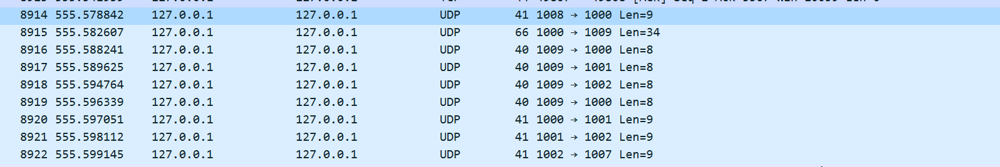 8914 555.578842 127.0.0.1 127.0.0.1 UDP 41 1008 → 1000 Len=9
8915 555.582607 127.0.0.1 127.0.0.1 UDP 66 1000 → 1009 Len=34
8916 555.588241 127.0.0.1 127.0.0.1 UDP 40 1009 → 1000 Len=8
8917 555.589625 127.0.0.1 127.0.0.1 UDP 40 1009 → 1001 Len=8
8918 555.594764 127.0.0.1 127.0.0.1 UDP 40 1009 → 1002 Len=8
8919 555.596339 127.0.0.1 127.0.0.1 UDP 40 1009 → 1000 Len=8
8920 555.597051 127.0.0.1 127.0.0.1 UDP 41 1000 → 1001 Len=9
8921 555.598112 127.0.0.1 127.0.0.1 UDP 41 1001 → 1002 Len=9
8922 555.599145 127.0.0.1 127.0.0.1 UDP 41 1002 → 1007 Len=9